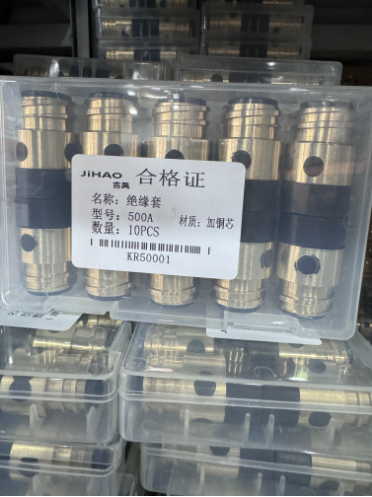 JiHAO
吉昊
合格证
名称：绝缘套
型号：500A 材质：加铜芯
数量：10PCS
KR50001